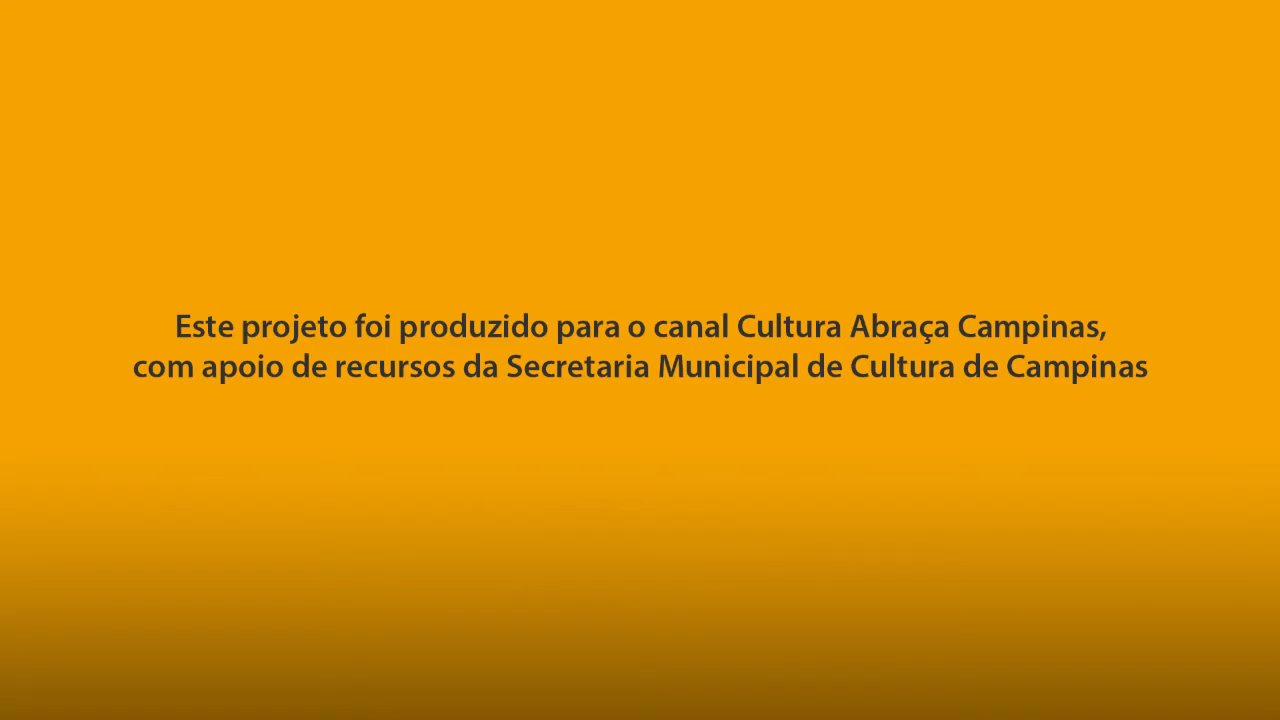 Este projeto foi produzido para o canal Cultura Abraça Campinas,
com apoio de recursos da Secretaria Municipal de Cultura de Campinas